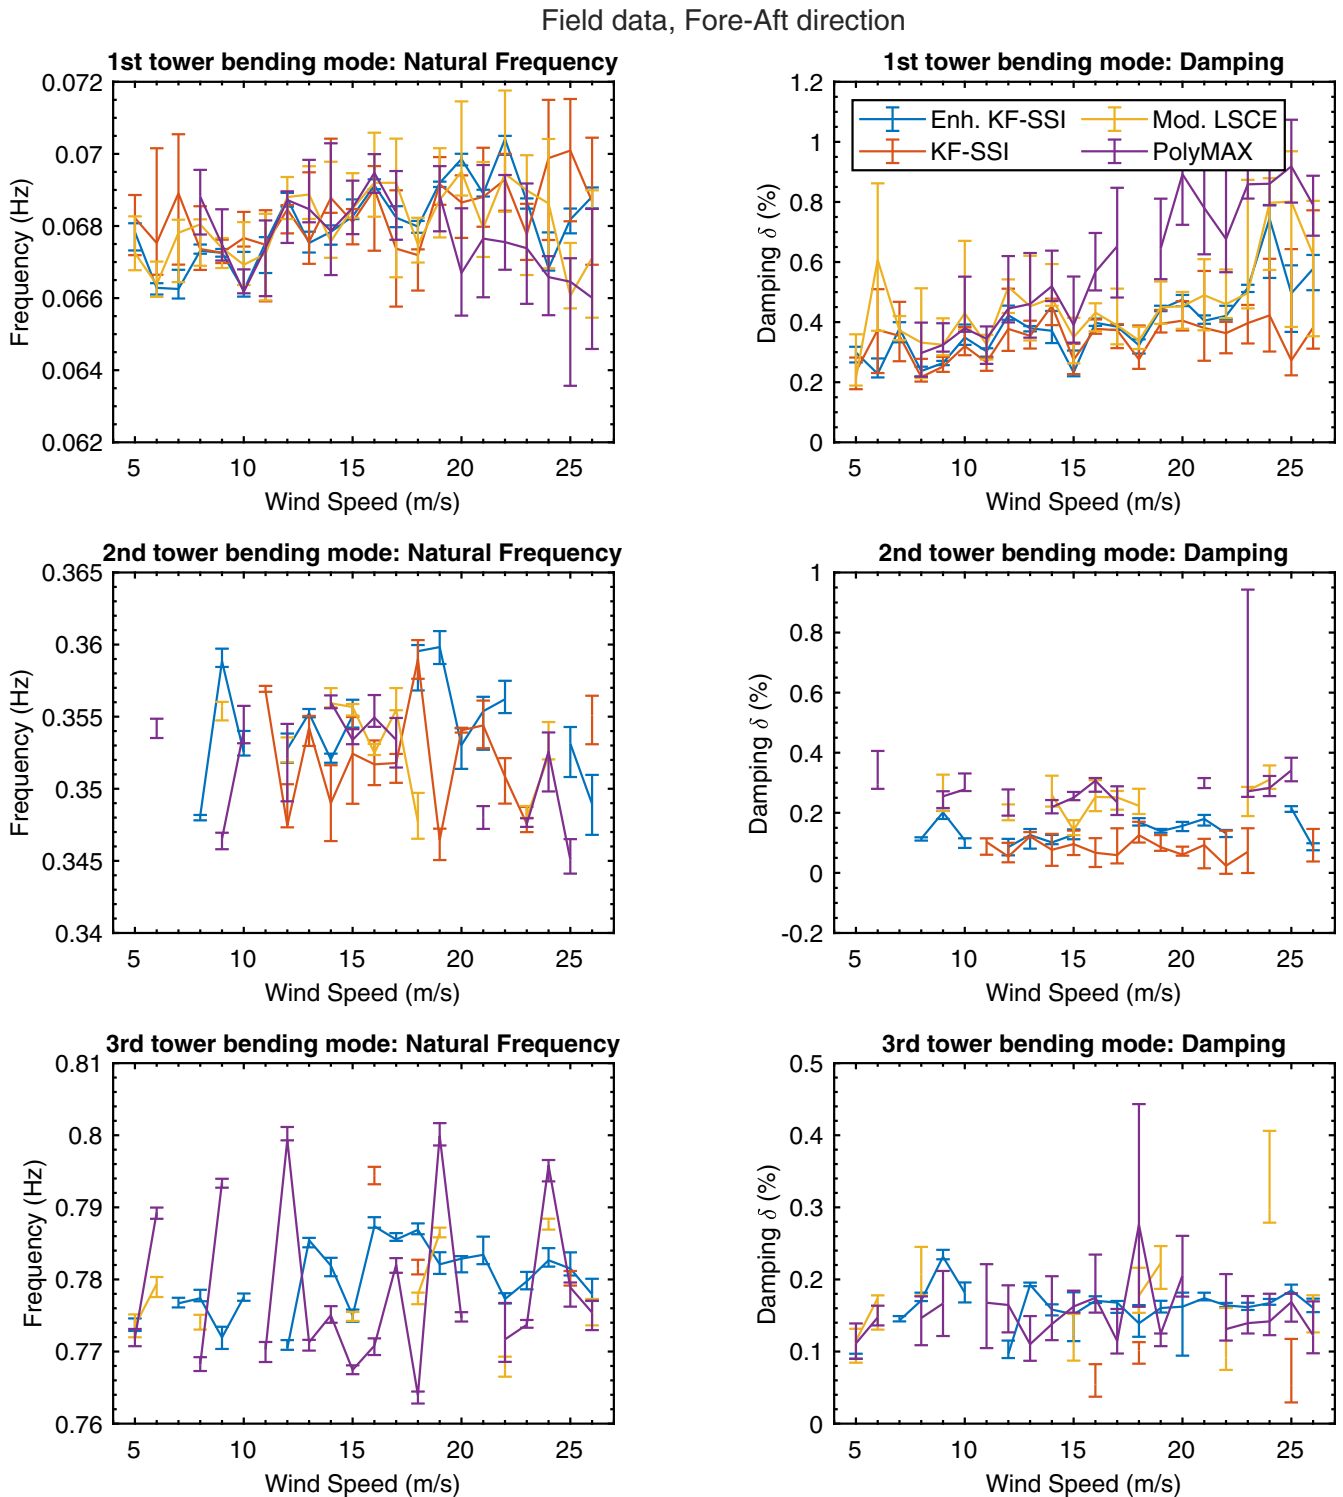 Field data, Fore-Aft direction
1st tower bending mode: Natural Frequency
0.072
0.07
0.068
0.066
0.064
0.062
Frequency (Hz)
5 10 15 20 25
Wind Speed (m/s)
1st tower bending mode: Damping
1.2
1
0.8
0.6
0.4
0.2
0
Damping δ (%)
Enh. KF-SSI Mod. LSCE
KF-SSI PolyMAX
5 10 15 20 25
Wind Speed (m/s)
2nd tower bending mode: Natural Frequency
0.365
0.36
0.355
0.35
0.345
0.34
Frequency (Hz)
5 10 15 20 25
Wind Speed (m/s)
2nd tower bending mode: Damping
1
0.8
0.6
0.4
0.2
0
-0.2
Damping δ (%)
5 10 15 20 25
Wind Speed (m/s)
3rd tower bending mode: Natural Frequency
0.81
0.8
0.79
0.78
0.77
0.76
Frequency (Hz)
5 10 15 20 25
Wind Speed (m/s)
3rd tower bending mode: Damping
0.5
0.4
0.3
0.2
0.1
0
Damping δ (%)
5 10 15 20 25
Wind Speed (m/s)